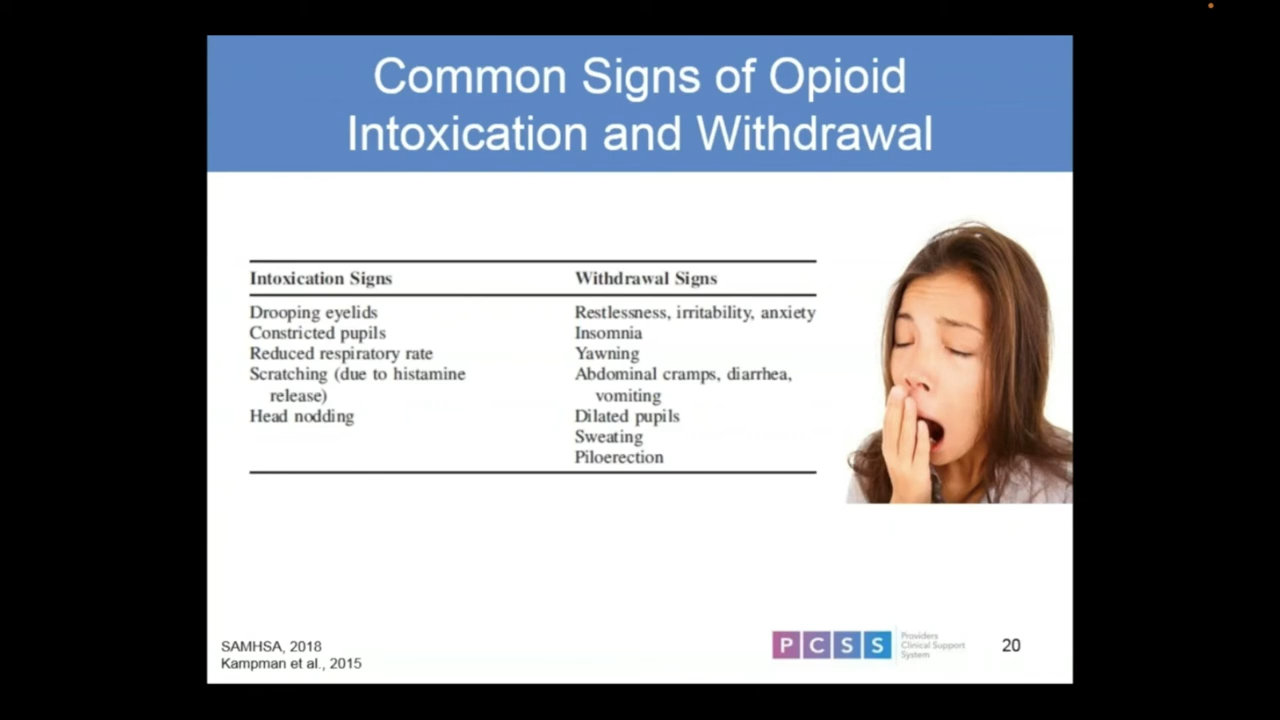 Common Signs of Opioid
Intoxication and Withdrawal
Intoxication Signs
Withdrawal Signs
Drooping eyelids
Restlessness, irritability, anxiety
Constricted pupils
Insomnia
Reduced respiratory rate
Yawning
Scratching (due to histamine
Abdominal cramps, diarrhea,
release)
vomiting
Head nodding
Dilated pupils
Sweating
Piloerection
SAMHSA, 2018
Kampman et al., 2015
PCSS
Providers
Clinical Support
System
20